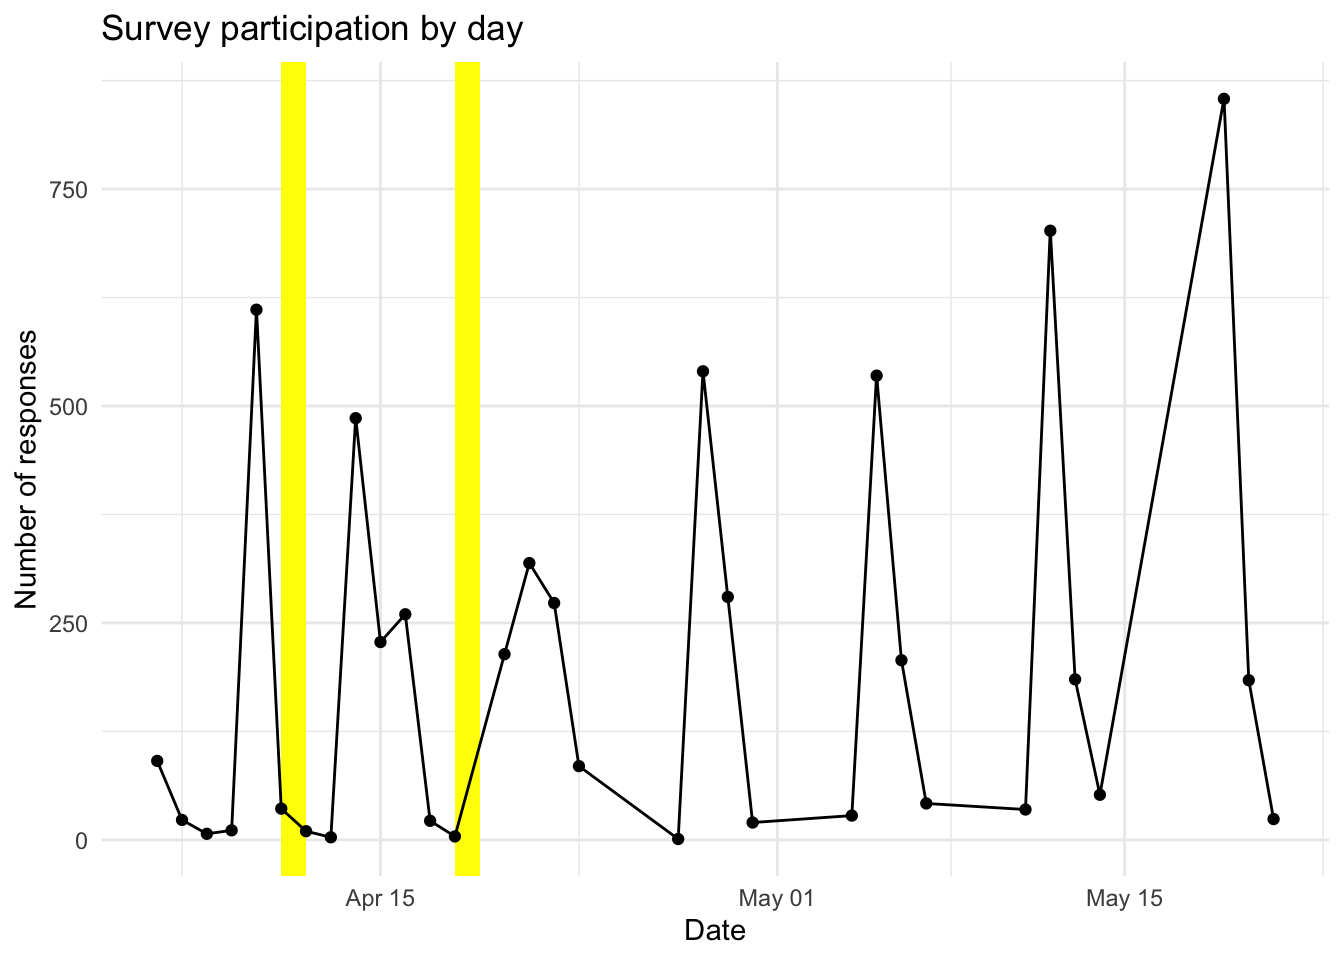 Survey participation by day
750
500
250
0
Number of responses
Apr 15
May 01
May 15
Date